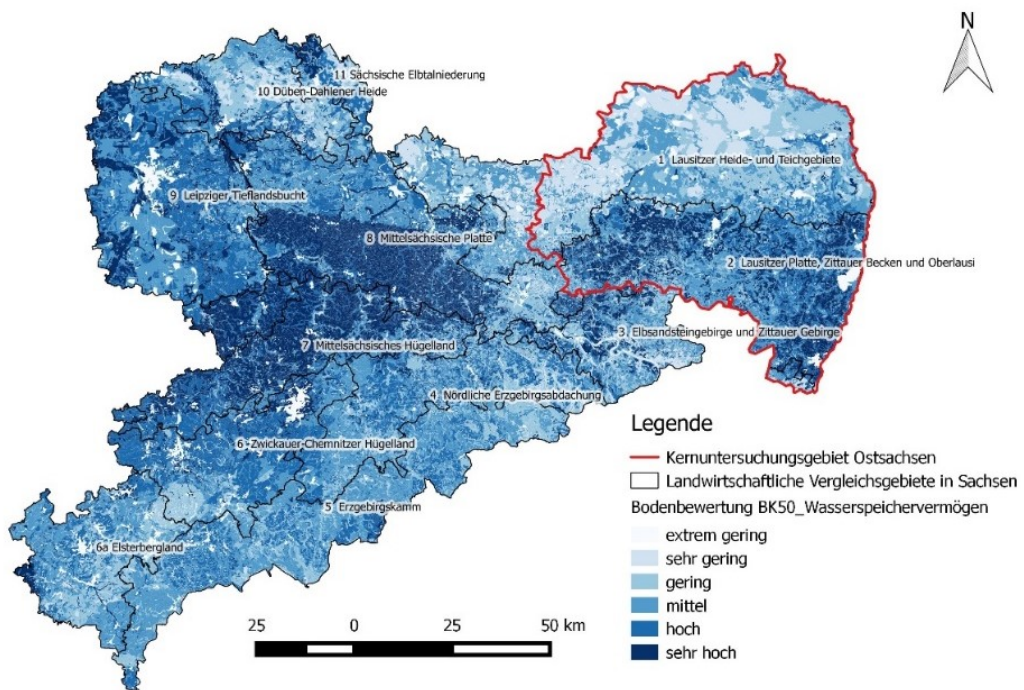 N
11 Sächsische Elbtalniederung
10 Düben-Dahlener Heide
1 Lausitzer Heide- und Teichgebiete
9 Leipziger Tieflandsbucht
8 Mittelsächsische Platte
2 Lausitzer Platte, Zittauer Becken und Oberlausi
3 Elbsandsteingebirge und Zittauer Gebirge
7 Mittelsächsisches Hügelland
4 Nördliche Erzgebirgsabdachung
6 Zwickauer-Chemnitzer Hügelland
5 Erzgebirgskamm
6a Elsterbergland
Legende
Kernuntersuchungsgebiet Ostsachsen
Landwirtschaftliche Vergleichsgebiete in Sachsen
Bodenbewertung BK50_Wasserspeichervermögen
extrem gering
sehr gering
gering
mittel
hoch
sehr hoch
25 0 25 50 km